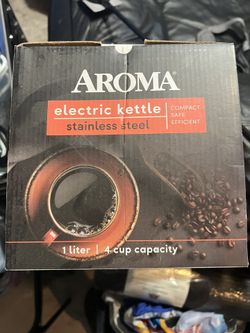 AROMA®
electric kettle
stainless steel
COMPACT
SAFE
EFFICIENT
1 liter | 4 cup capacity